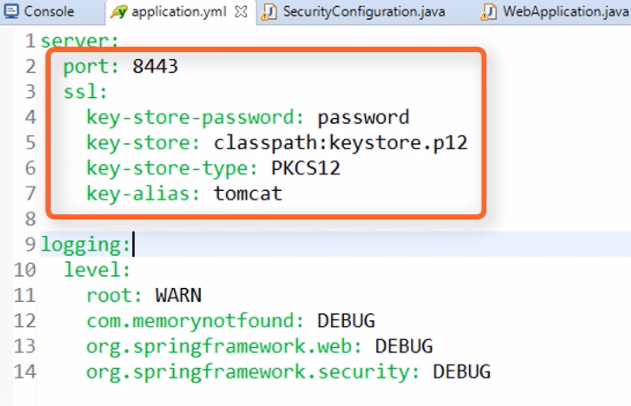 Console application.yml SecurityConfiguration.java WebApplication.java
1 server:
2 port: 8443
3 ssl:
4 key-store-password: password
5 key-store: classpath:keystore.p12
6 key-store-type: PKCS12
7 key-alias: tomcat
8
9 logging:
10 level:
11 root: WARN
12 com.memorynotfound: DEBUG
13 org.springframework.web: DEBUG
14 org.springframework.security: DEBUG